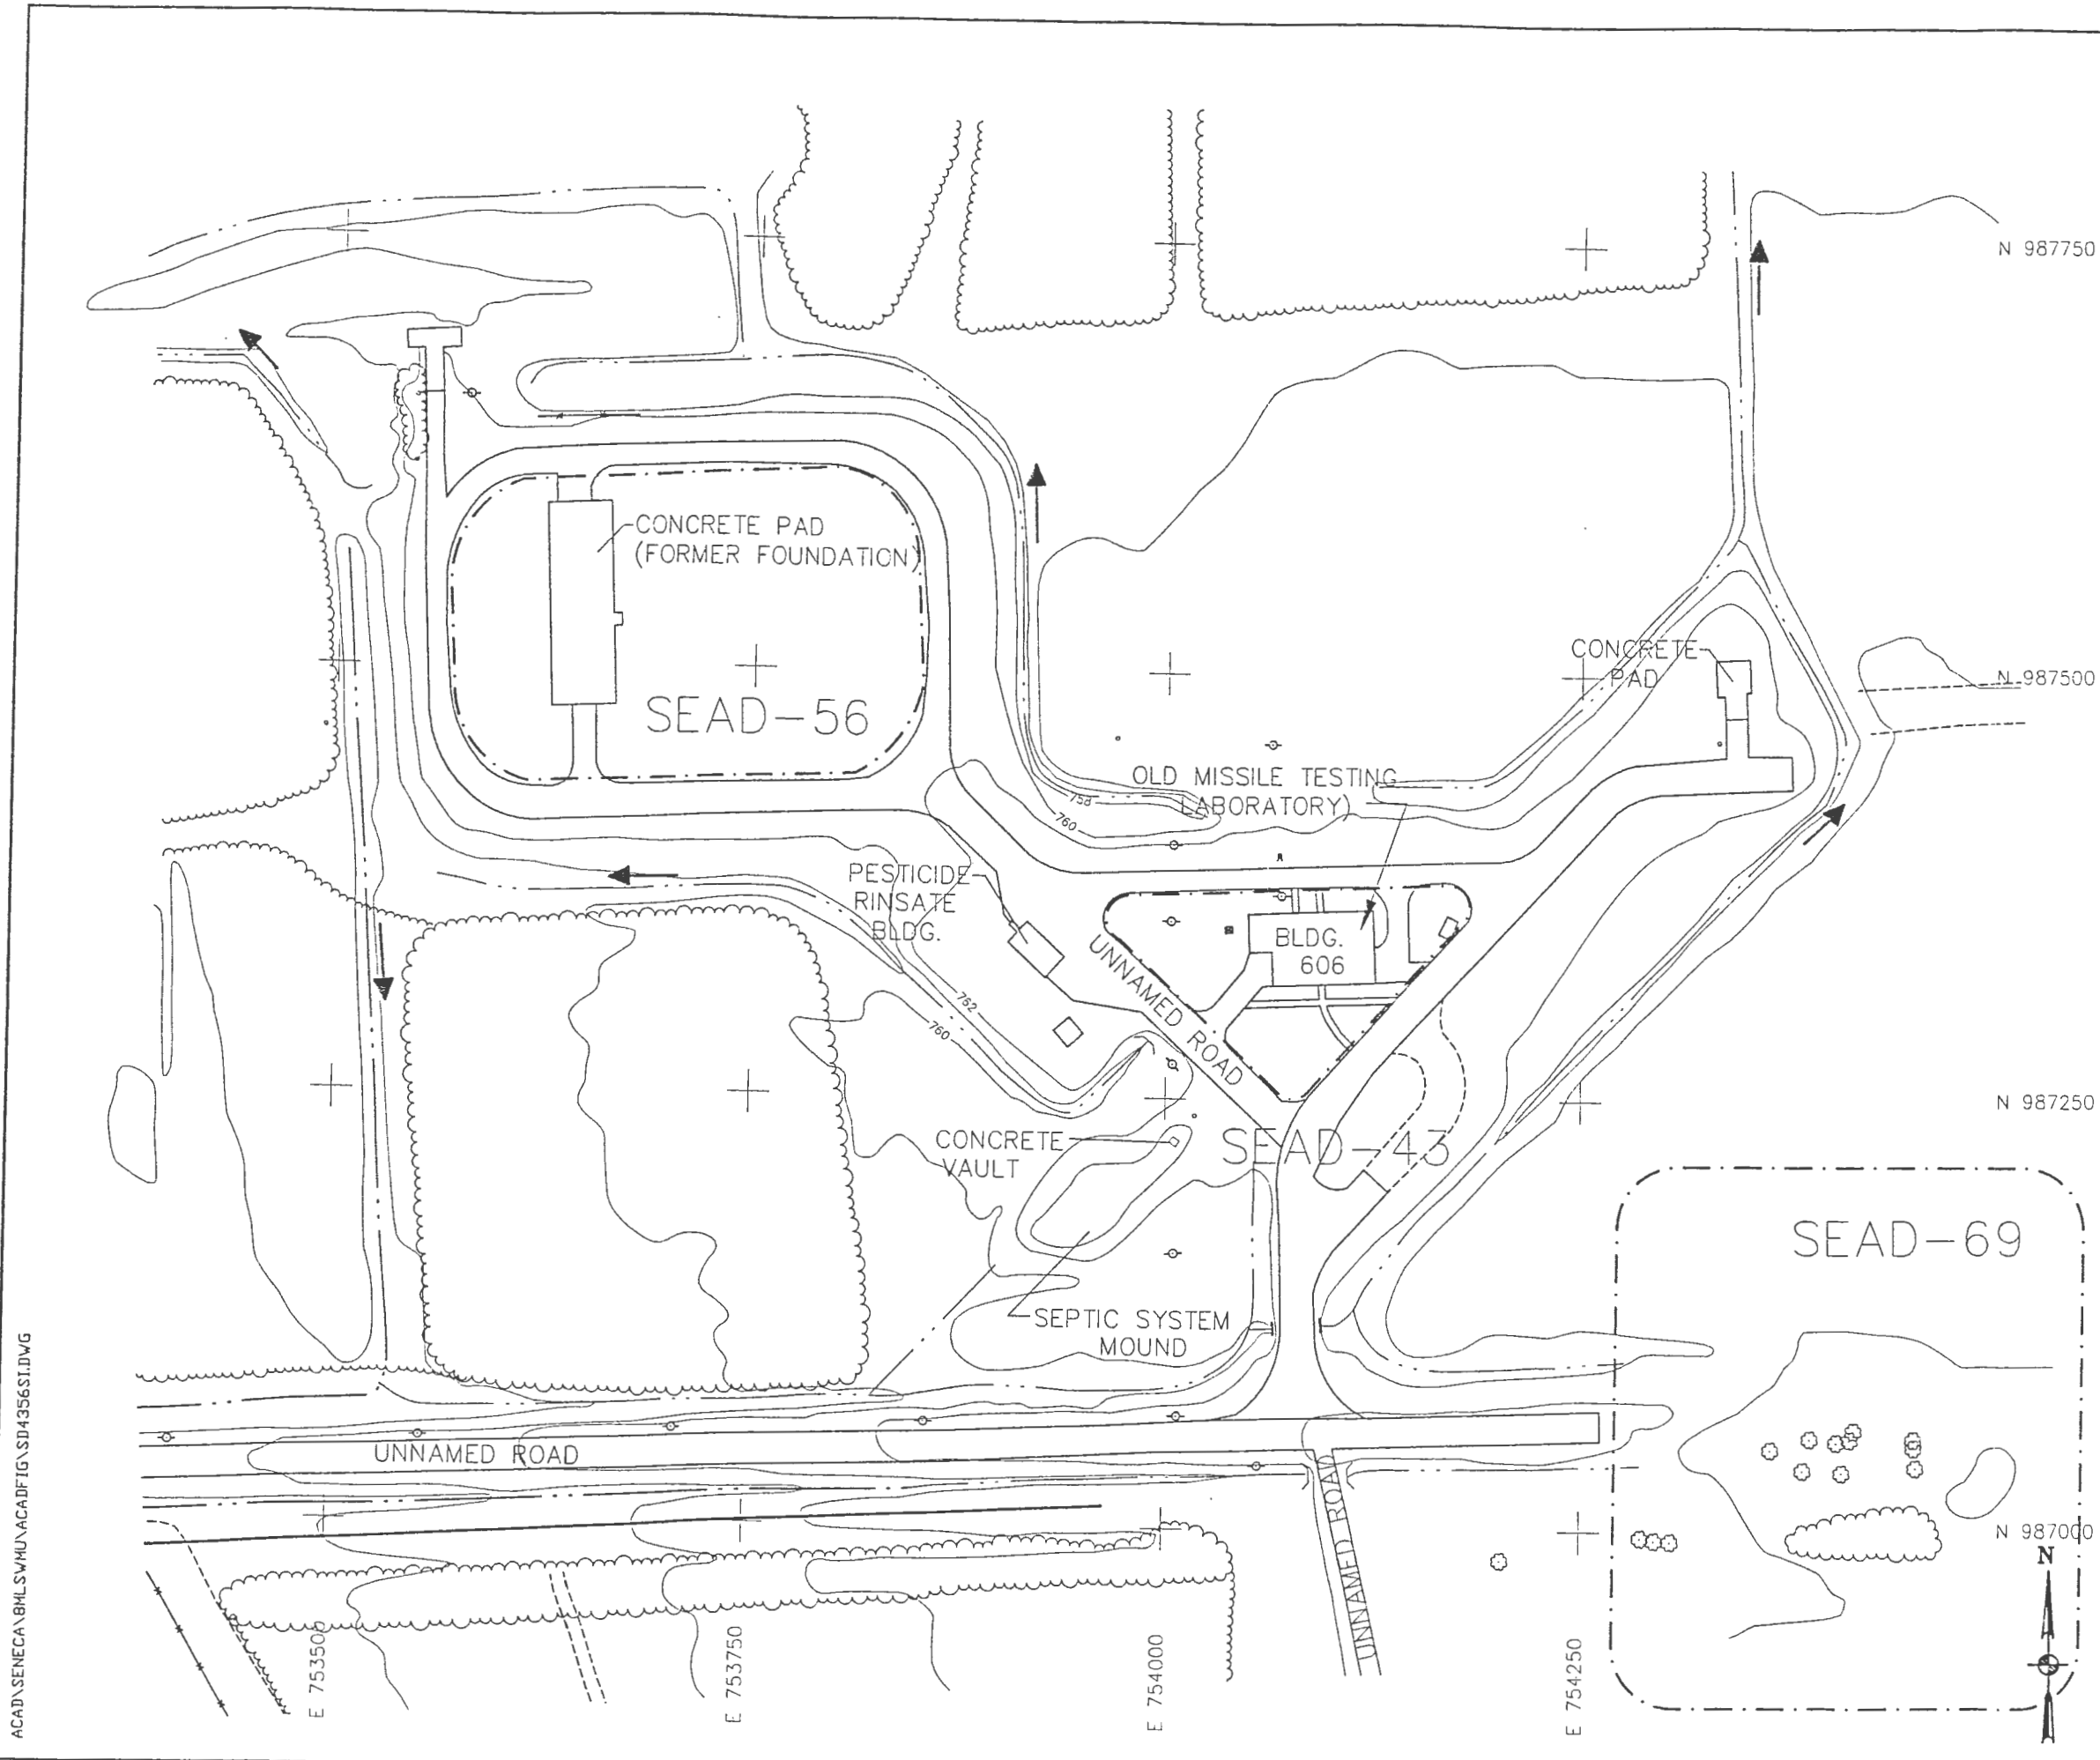 N 987750
CONCRETE PAD
(FORMER FOUNDATION)
SEAD-56
CONCRETE
PAD
N 987500
OLD MISSILE TESTING
LABORATORY)
758
760
PESTICIDE
RINSATE
BLDG.
BLDG.
606
UNNAMED ROAD
762
760
N 987250
CONCRETE
VAULT
SEAD-43
SEAD-69
SEPTIC SYSTEM
MOUND
UNNAMED ROAD
UNNAMED ROAD
N 987000
N
E 753500
E 753750
E 754000
E 754250
ACAD\SENECA\8MLSWMU\ACADFIG\SD4356SI.DWG